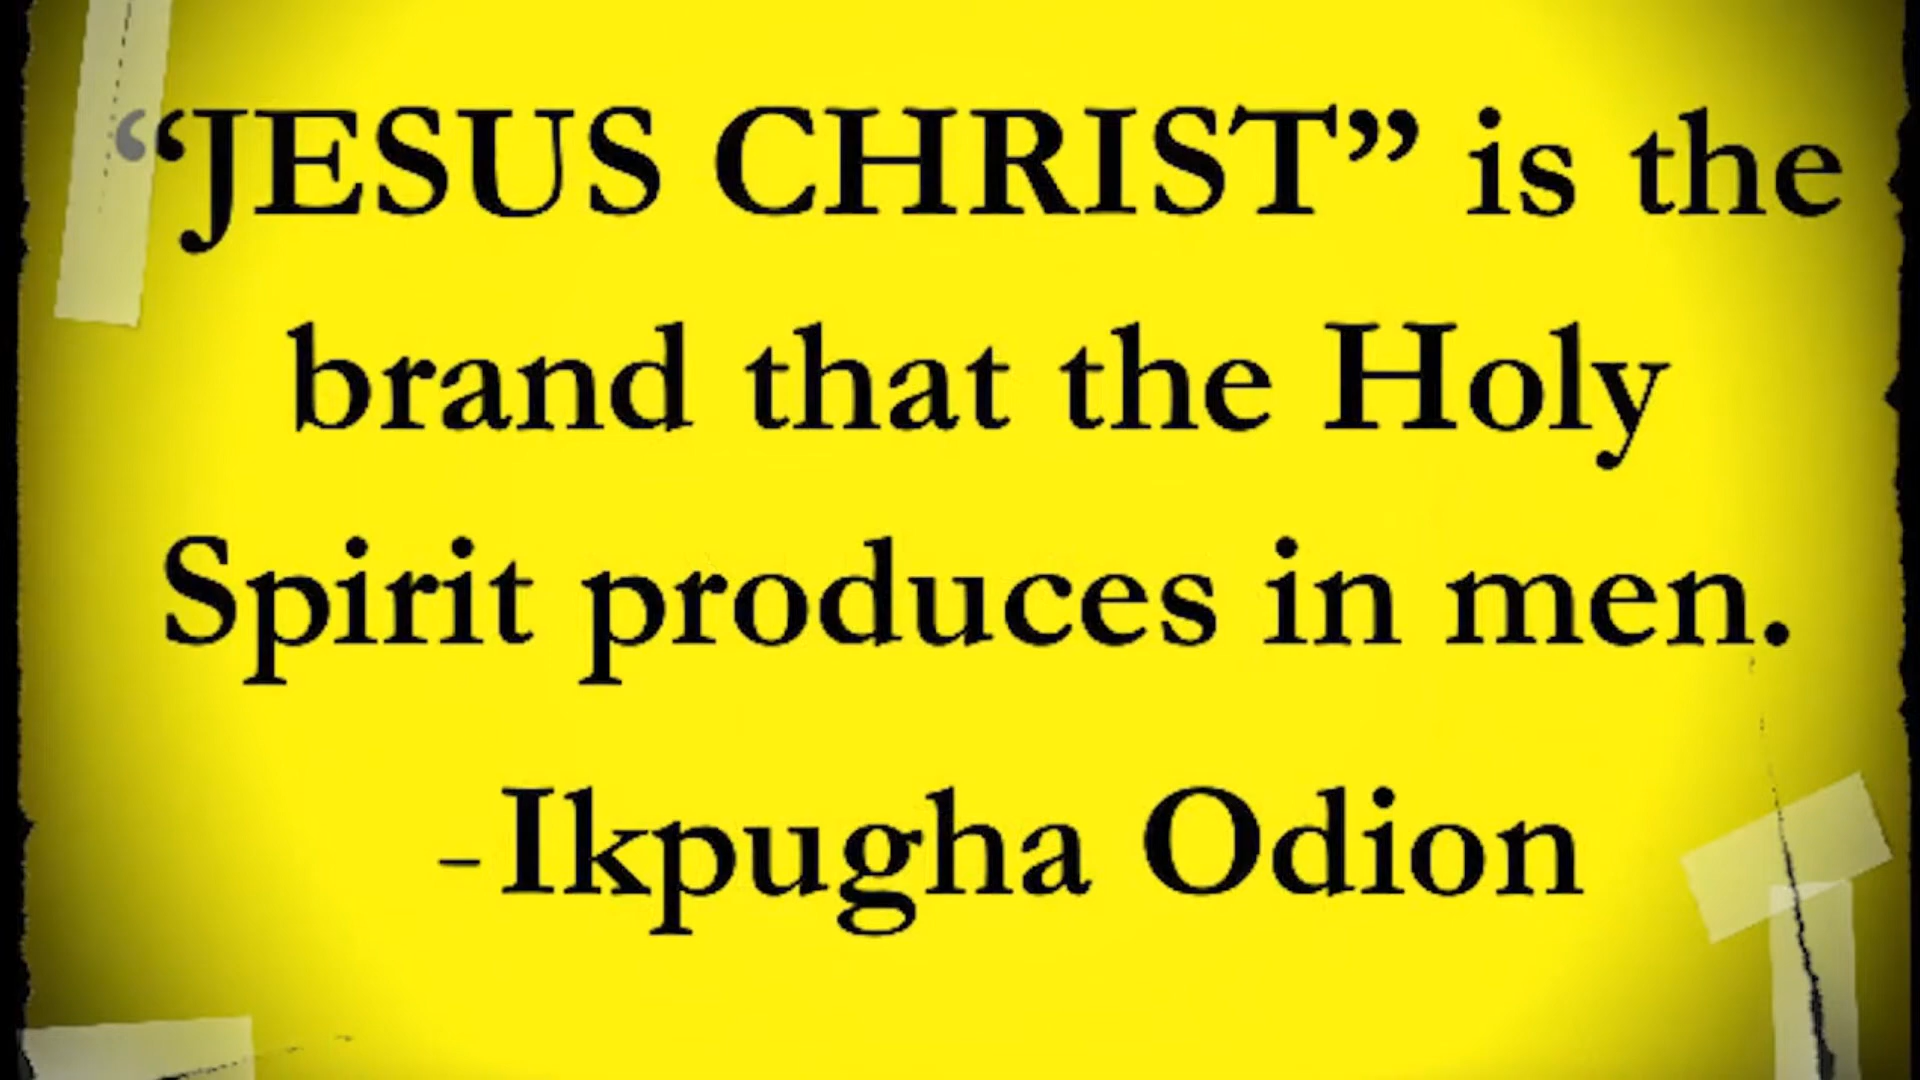 “JESUS CHRIST” is the
brand that the Holy
Spirit produces in men.
-Ikpugha Odion